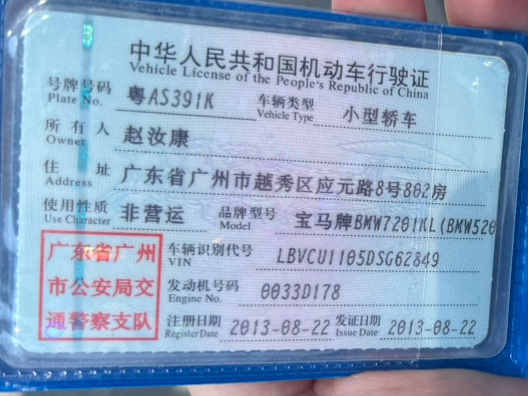 中华人民共和国机动车行驶证
Vehicle License of the People's Republic of China
号牌号码 粤AS391K 车辆类型 小型轿车
Plate No. Vehicle Type
所有人 赵汝康
Owner
住址 广东省广州市越秀区应元路8号802房
Address
使用性质 非营运 品牌型号 宝马牌BMW7201KL(BMW520
Use Character Model
广东省广州
市公安局交
通警察支队
车辆识别代号 LBVCU1105DSG62849
VIN
发动机号码 0033D178
Engine No.
注册日期 2013-08-22 发证日期 2013-08-22
Register Date Issue Date